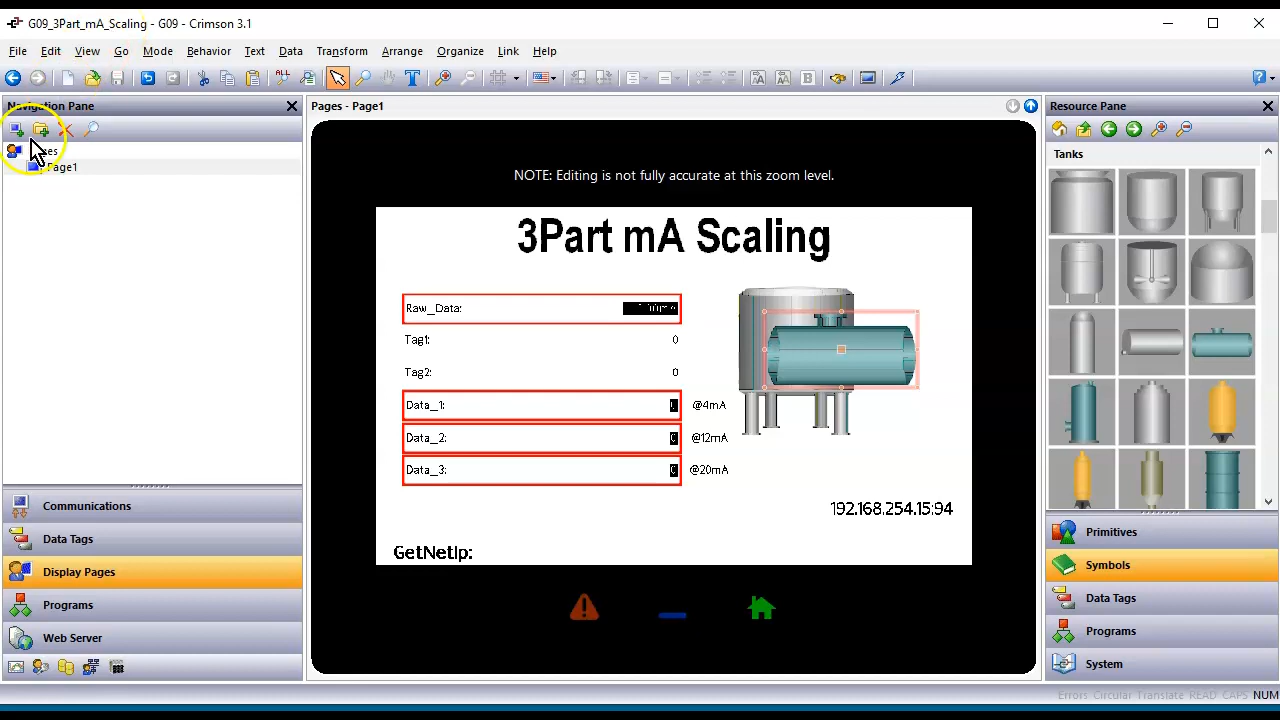 G09_3Part_mA_Scaling - G09 - Crimson 3.1
File Edit View Go Mode Behavior Text Data Transform Arrange Organize Link Help
Navigation Pane
Page1
Communications
Data Tags
Display Pages
Programs
Web Server
Pages - Page1
NOTE: Editing is not fully accurate at this zoom level.
3Part mA Scaling
Raw_Data:
Tag1: 0
Tag2: 0
Data_1: @4mA
Data_2: @12mA
Data_3: @20mA
192.168.254.15:94
GetNetIp:
Resource Pane
Tanks
Primitives
Symbols
Data Tags
Programs
System
Errors Circular Translate READ CAPS NUM